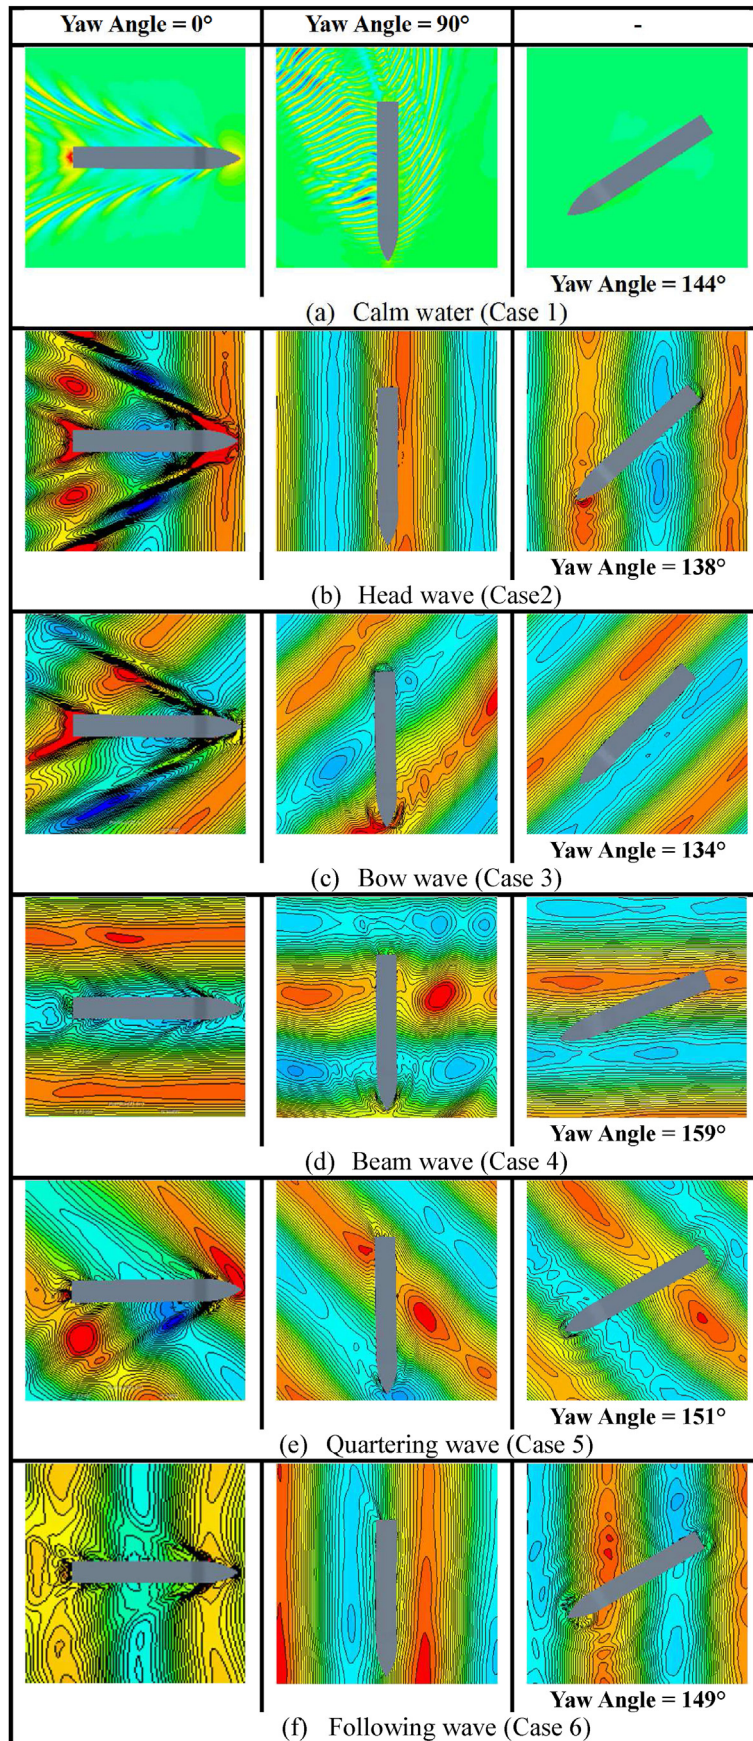 Yaw Angle = 0°
Yaw Angle = 90°
-
Yaw Angle = 144°
(a) Calm water (Case 1)
Yaw Angle = 138°
(b) Head wave (Case2)
Yaw Angle = 134°
(c) Bow wave (Case 3)
Yaw Angle = 159°
(d) Beam wave (Case 4)
Yaw Angle = 151°
(e) Quartering wave (Case 5)
Yaw Angle = 149°
(f) Following wave (Case 6)